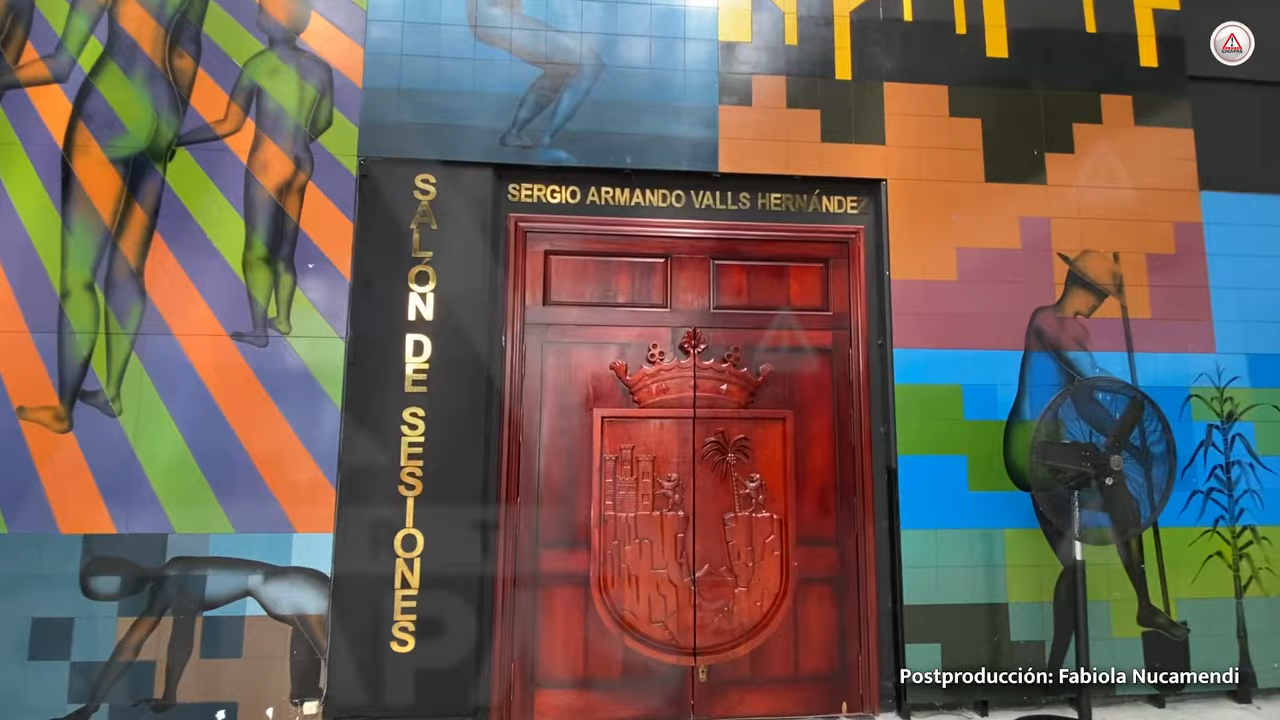 SERGIO ARMANDO VALLS HERNÁNDEZ
SALÓN DE SESIONES
Postproducción: Fabiola Nucamendi